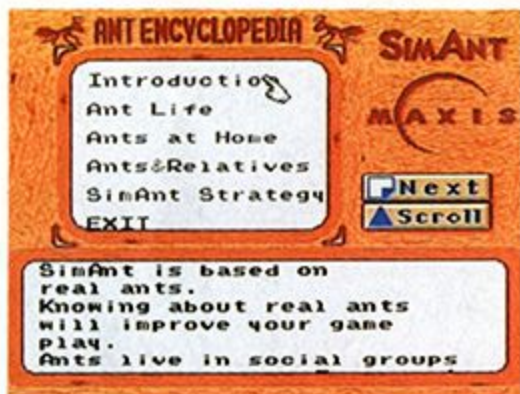 ANT ENCYCLOPEDIA
SIMANT
MAXIS
Introduction
Ant Life
Ants at Home
Ants&Relatives
SimAnt Strategy
EXIT
Next
Scroll
SimAnt is based on
real ants.
Knowing about real ants
will improve your game
play.
Ants live in social groups